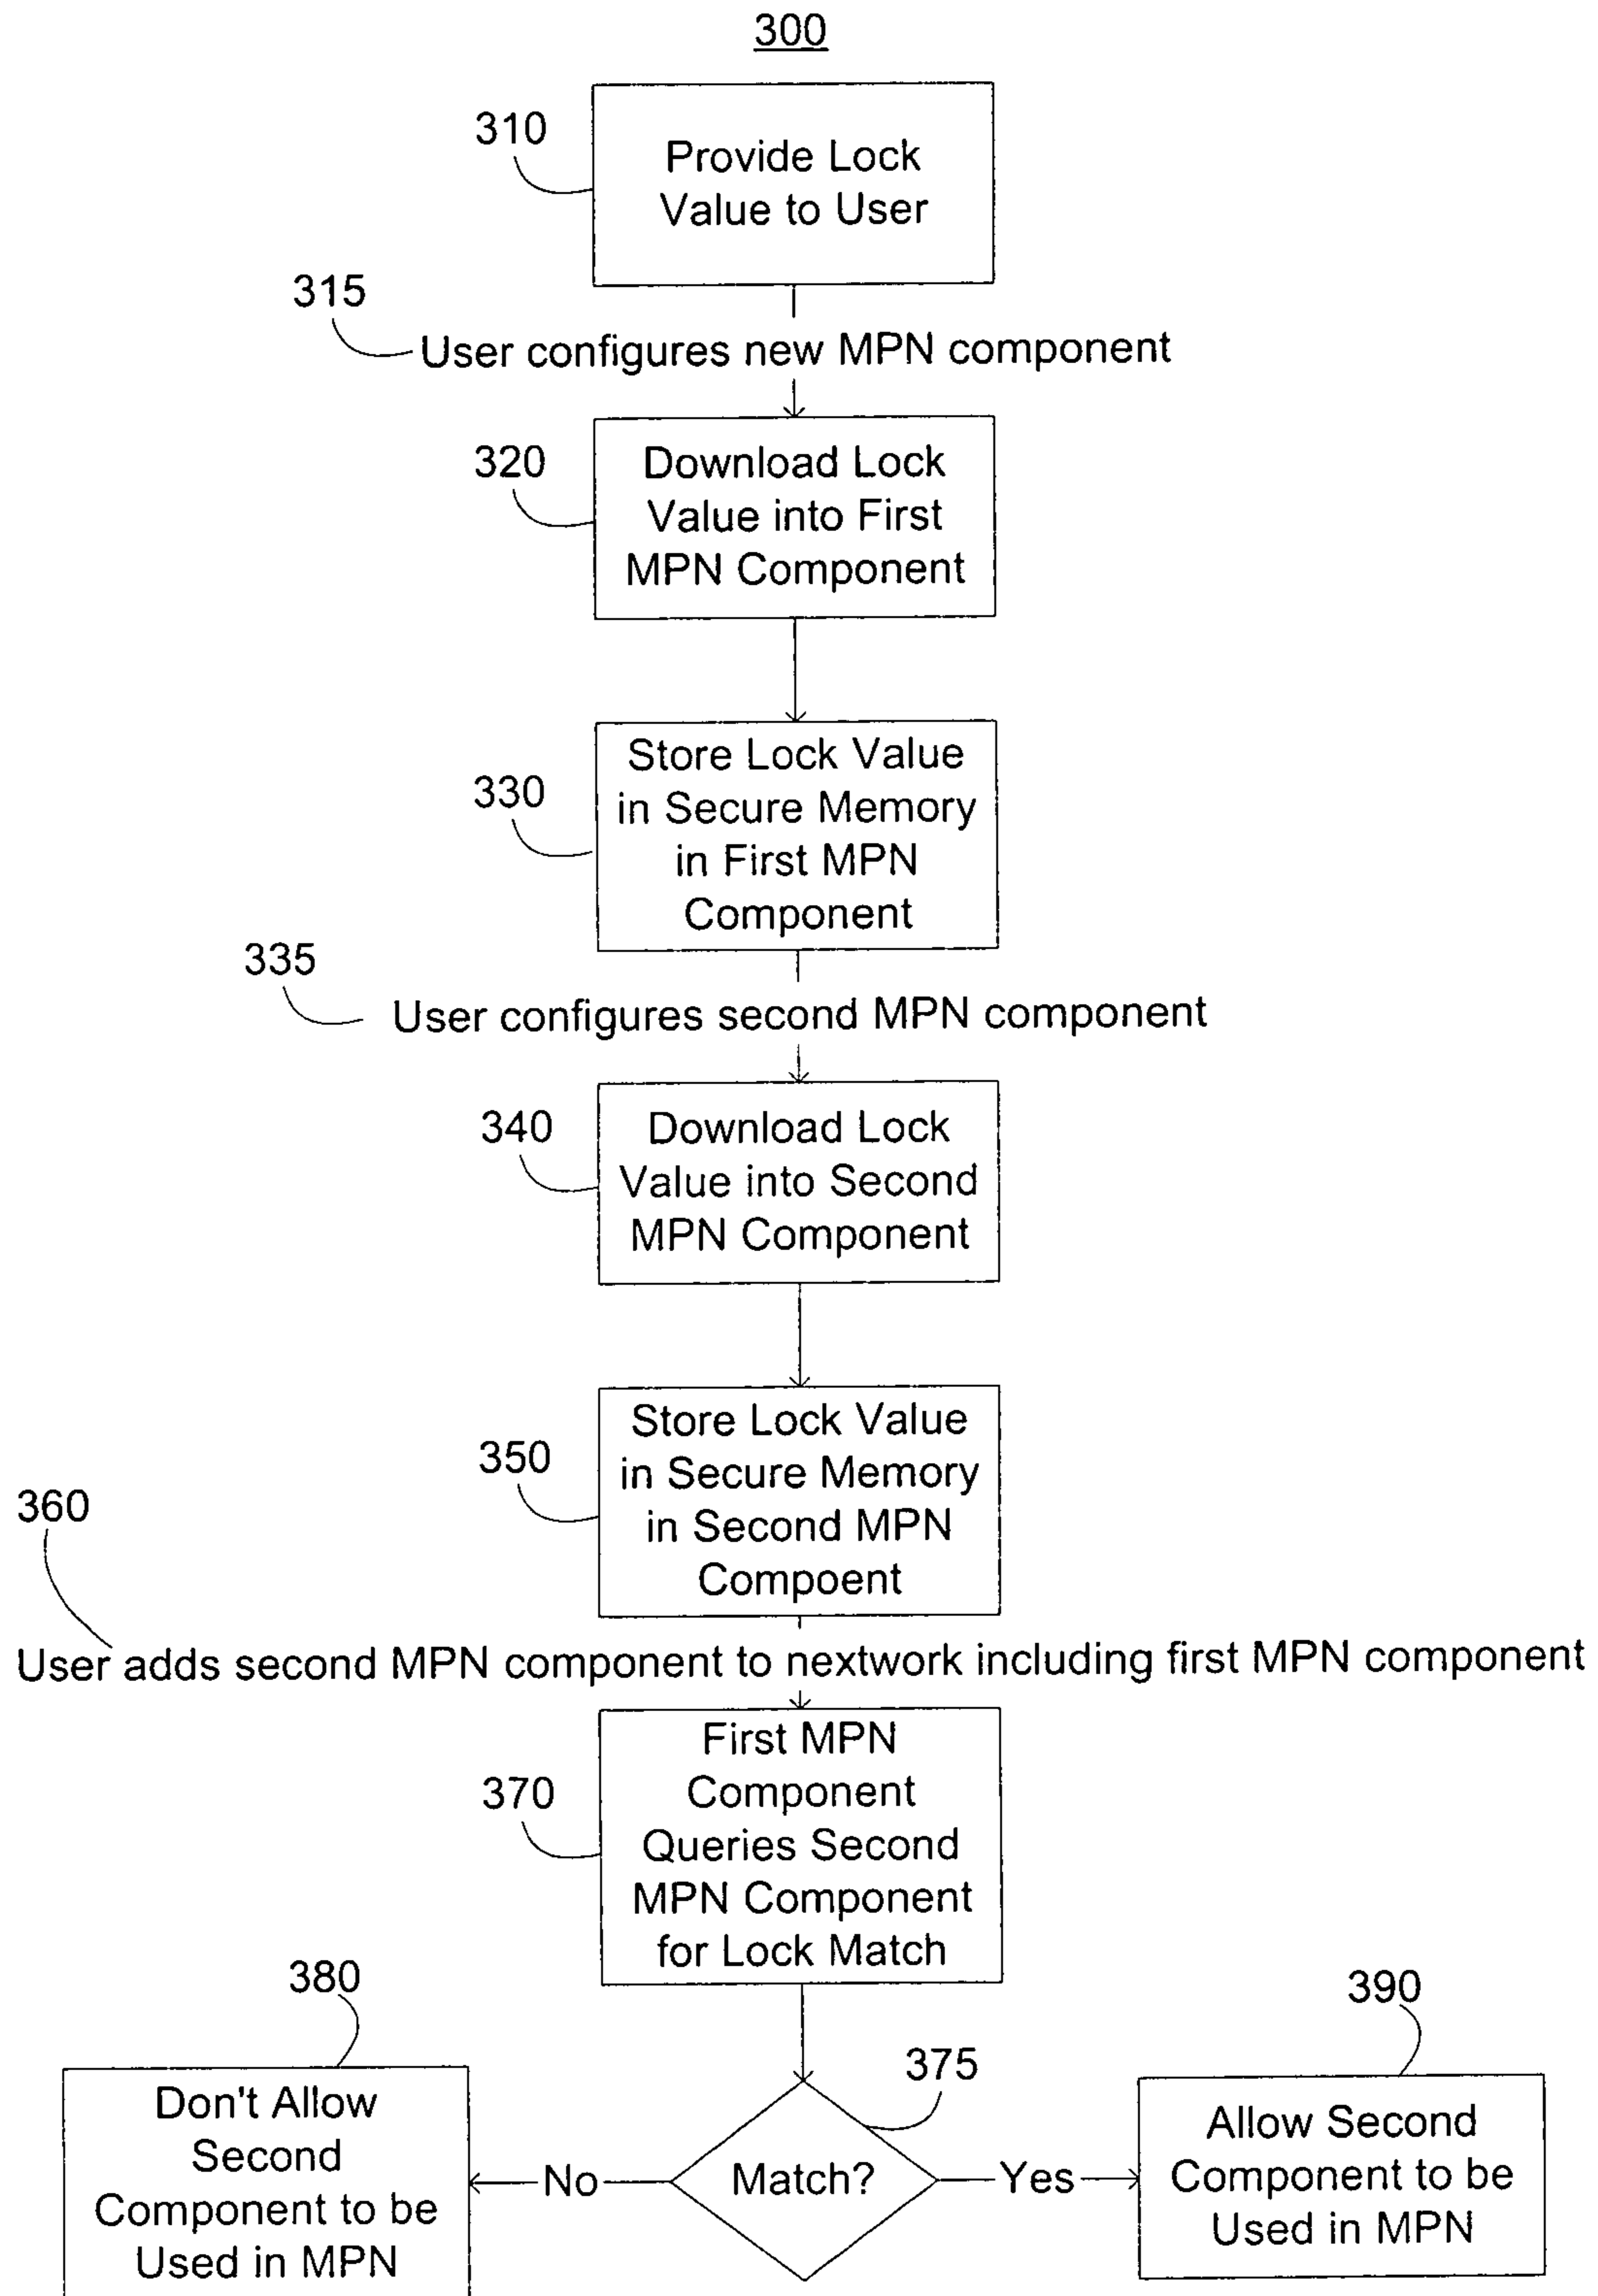 300
310
Provide Lock
Value to User
315
User configures new MPN component
320
Download Lock
Value into First
MPN Component
330
Store Lock Value
in Secure Memory
in First MPN
Component
335
User configures second MPN component
340
Download Lock
Value into Second
MPN Component
350
Store Lock Value
in Secure Memory
in Second MPN
Compoent
360
User adds second MPN component to nextwork including first MPN component
370
First MPN
Component
Queries Second
MPN Component
for Lock Match
375
Match?
No
Yes
380
Don't Allow
Second
Component to be
Used in MPN
390
Allow Second
Component to be
Used in MPN